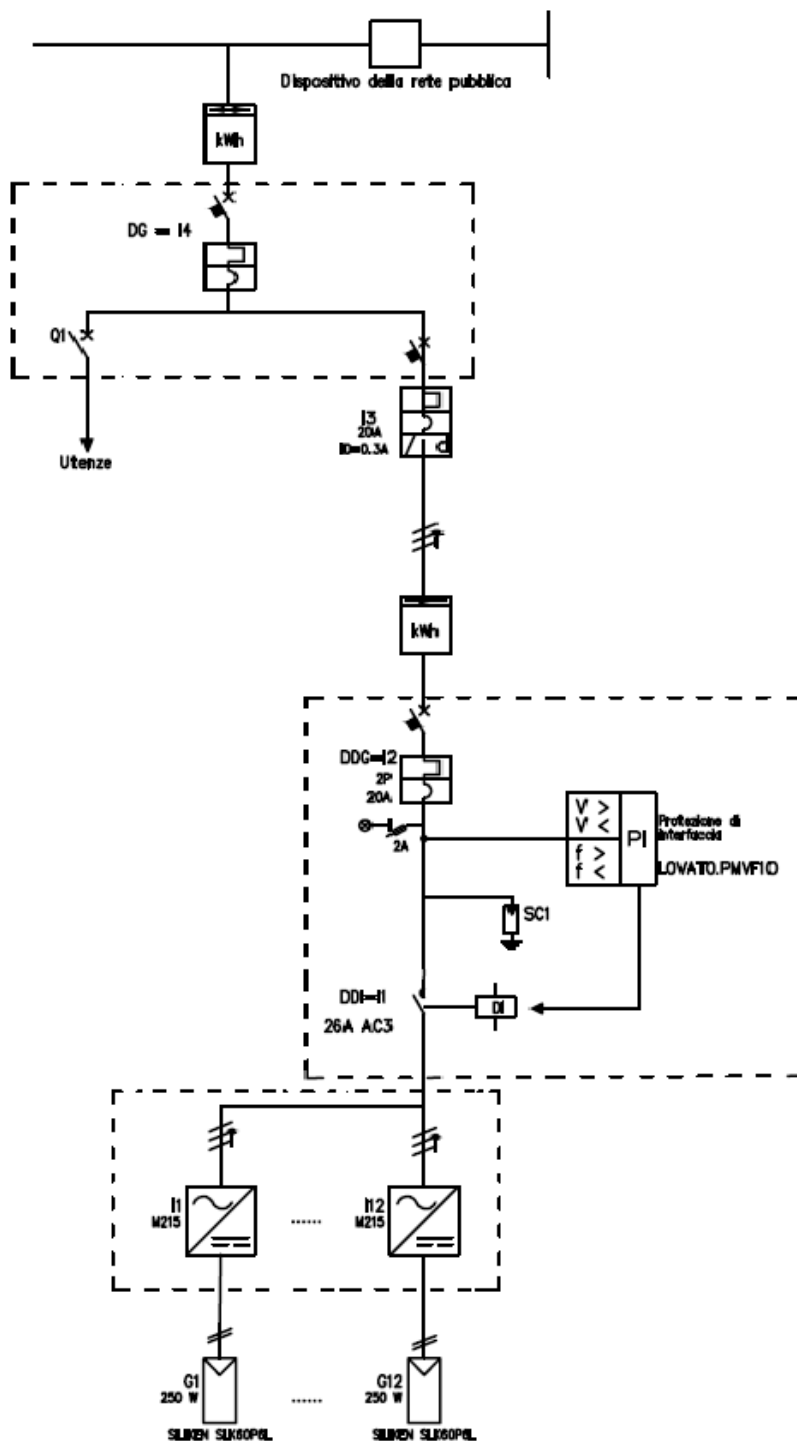 Dispositivo della rete pubblica
kWh
DG = I4
Q1
Utenze
I3
20A
ID=0.3A
kWh
DDG=I2
2P
20A
2A
V >
V <
f >
f <
PI
Protezione di
interfaccia
LOVATO.PMVF10
SC1
DDI=I1
26A AC3
DI
I1
M215
......
I12
M215
G1
250 W
......
G12
250 W
SILIKEN SLK60P6L
SILIKEN SLK60P6L